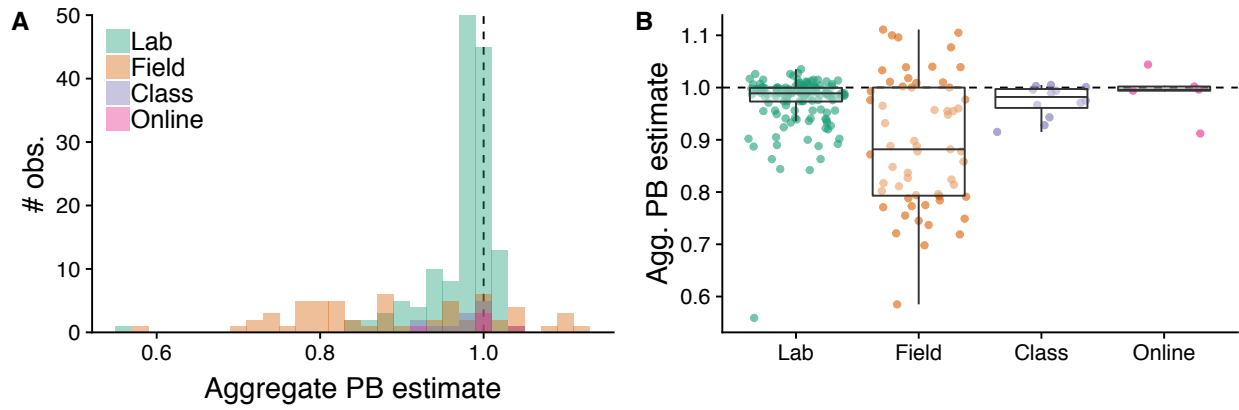 A
50
40
30
20
10
0
# obs.
Lab
Field
Class
Online
0.6
0.8
1.0
Aggregate PB estimate
B
1.1
1.0
0.9
0.8
0.7
0.6
Agg. PB estimate
Lab
Field
Class
Online